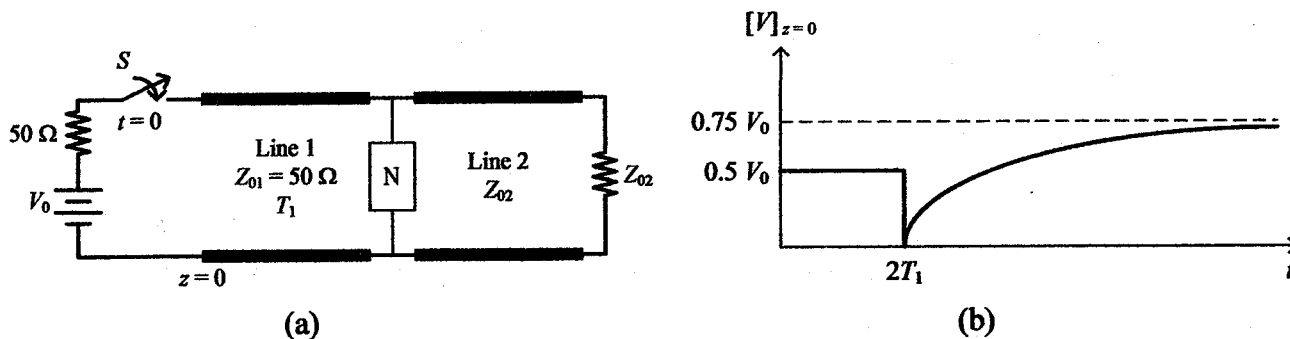 S
t = 0
50 Ω
V₀
Line 1
Z₀₁ = 50 Ω
T₁
N
Line 2
Z₀₂
Z₀₂
z = 0
(a)
[V]z = 0
0.75 V₀
0.5 V₀
2T₁
t
(b)